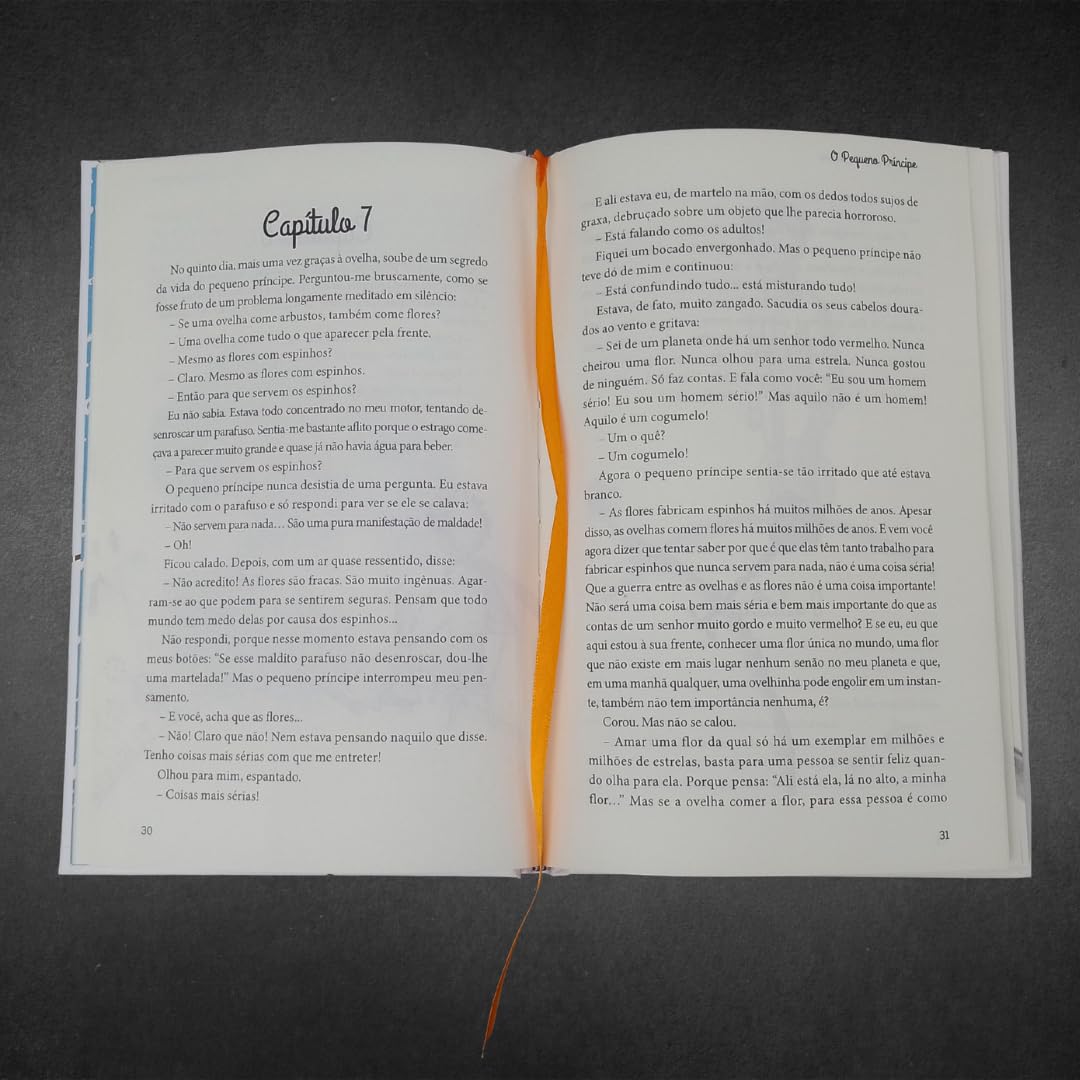 Capítulo 7
No quinto dia, mais uma vez graças à ovelha, soube de um segredo
da vida do pequeno príncipe. Perguntou-me bruscamente, como se
fosse fruto de um problema longamente meditado em silêncio:
– Se uma ovelha come arbustos, também come flores?
– Uma ovelha come tudo o que aparecer pela frente.
– Mesmo as flores com espinhos?
– Claro. Mesmo as flores com espinhos.
– Então para que servem os espinhos?
Eu não sabia. Estava todo concentrado no meu motor, tentando de-
senroscar um parafuso. Sentia-me bastante aflito porque o estrago come-
çava a parecer muito grande e quase já não havia água para beber.
– Para que servem os espinhos?
O pequeno príncipe nunca desistia de uma pergunta. Eu estava
irritado com o parafuso e só respondi para ver se ele se calava:
– Não servem para nada... São uma pura manifestação de maldade!
– Oh!
Ficou calado. Depois, com um ar quase ressentido, disse:
– Não acredito! As flores são fracas. São muito ingênuas. Agar-
ram-se ao que podem para se sentirem seguras. Pensam que todo
mundo tem medo delas por causa dos espinhos...
Não respondi, porque nesse momento estava pensando com os
meus botões: “Se esse maldito parafuso não desenroscar, dou-lhe
uma martelada!” Mas o pequeno príncipe interrompeu meu pen-
samento.
– E você, acha que as flores...
– Não! Claro que não! Nem estava pensando naquilo que disse.
Tenho coisas mais sérias com que me entreter!
Olhou para mim, espantado.
– Coisas mais sérias!
30
O Pequeno Príncipe
E ali estava eu, de martelo na mão, com os dedos todos sujos de
graxa, debruçado sobre um objeto que lhe parecia horroroso.
– Está falando como os adultos!
Fiquei um bocado envergonhado. Mas o pequeno príncipe não
teve dó de mim e continuou:
– Está confundindo tudo... está misturando tudo!
Estava, de fato, muito zangado. Sacudia os seus cabelos doura-
dos ao vento e gritava:
– Sei de um planeta onde há um senhor todo vermelho. Nunca
cheirou uma flor. Nunca olhou para uma estrela. Nunca gostou
de ninguém. Só faz contas. E fala como você: “Eu sou um homem
sério! Eu sou um homem sério!” Mas aquilo não é um homem!
Aquilo é um cogumelo!
– Um o quê?
– Um cogumelo!
Agora o pequeno príncipe sentia-se tão irritado que até estava
branco.
– As flores fabricam espinhos há muitos milhões de anos. Apesar
disso, as ovelhas comem flores há muitos milhões de anos. E vem você
agora dizer que tentar saber por que é que elas têm tanto trabalho para
fabricar espinhos que nunca servem para nada, não é uma coisa séria!
Que a guerra entre as ovelhas e as flores não é uma coisa importante!
Não será uma coisa bem mais séria e bem mais importante do que as
contas de um senhor muito gordo e muito vermelho? E se eu, eu que
aqui estou à sua frente, conhecer uma flor única no mundo, uma flor
que não existe em mais lugar nenhum senão no meu planeta e que,
em uma manhã qualquer, uma ovelhinha pode engolir em um instan-
te, também não tem importância nenhuma, é?
Corou. Mas não se calou.
– Amar uma flor da qual só há um exemplar em milhões e
milhões de estrelas, basta para uma pessoa se sentir feliz quan-
do olha para ela. Porque pensa: “Ali está ela, lá no alto, a minha
flor...” Mas se a ovelha comer a flor, para essa pessoa é como
31